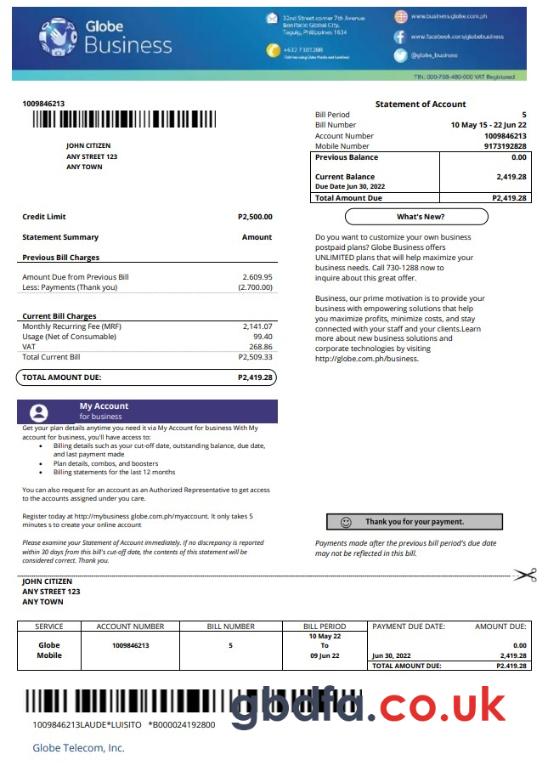 Globe
Business
32nd Street corner 7th Avenue
Bonifacio Global City,
Taguig, Philippines 1634
www.business.globe.com.ph
www.facebook.com/globebusiness
@globe_business
1009846213
JOHN CITIZEN
ANY STREET 123
ANY TOWN
Statement of Account
Bill Period 5
Bill Number 10 May 15 - 22 Jun 22
Account Number 1009846213
Mobile Number 9173192828
Previous Balance 0.00
Current Balance 2,419.28
Due Date Jun 30, 2022
Total Amount Due P2,419.28
Credit Limit P2,500.00
Statement Summary Amount
Previous Bill Charges
Amount Due from Previous Bill 2.609.95
Less: Payments (Thank you) (2.700.00)
Current Bill Charges
Monthly Recurring Fee (MRF) 2,141.07
Usage (Net of Consumable) 99.40
VAT 268.86
Total Current Bill P2,509.33
TOTAL AMOUNT DUE: P2,419.28
What's New?
Do you want to customize your own business
postpaid plans? Globe Business offers
UNLIMITED plans that will help maximize your
business needs. Call 730-1288 now to
inquire about this great offer.
Business, our prime motivation is to provide your
business with empowering solutions that help
you maximize profits, minimize costs, and stay
connected with your staff and your clients.Learn
more about new business solutions and
corporate technologies by visiting
http://globe.com.ph/business.
My Account
for business
Get your plan details anytime you need it via My Account for business With My
account for business, you'll have access to:
• Billing details such as your cut-off date, outstanding balance, due date,
and last payment made
• Plan details, combos, and boosters
• Billing statements for the last 12 months
You can also request for an account as an Authorized Representative to get access
to the accounts assigned under you care.
Register today at http://mybusiness globe.com.ph/myaccount. It only takes 5
minutes s to create your online account
Please examine your Statement of Account immediately. If no discrepancy is reported
within 30 days from this bill's cut-off date, the contents of this statement will be
considered correct. Thank you.
Thank you for your payment.
Payments made after the previous bill period's due date
may not be reflected in this bill.
JOHN CITIZEN
ANY STREET 123
ANY TOWN
SERVICE ACCOUNT NUMBER BILL NUMBER BILL PERIOD PAYMENT DUE DATE: AMOUNT DUE:
Globe
Mobile
1009846213
5
10 May 22
To
09 Jun 22
0.00
Jun 30, 2022 2,419.28
TOTAL AMOUNT DUE: P2,419.28
gbdfa.co.uk
1009846213LAUDE*LUISITO *B000024192800
Globe Telecom, Inc.